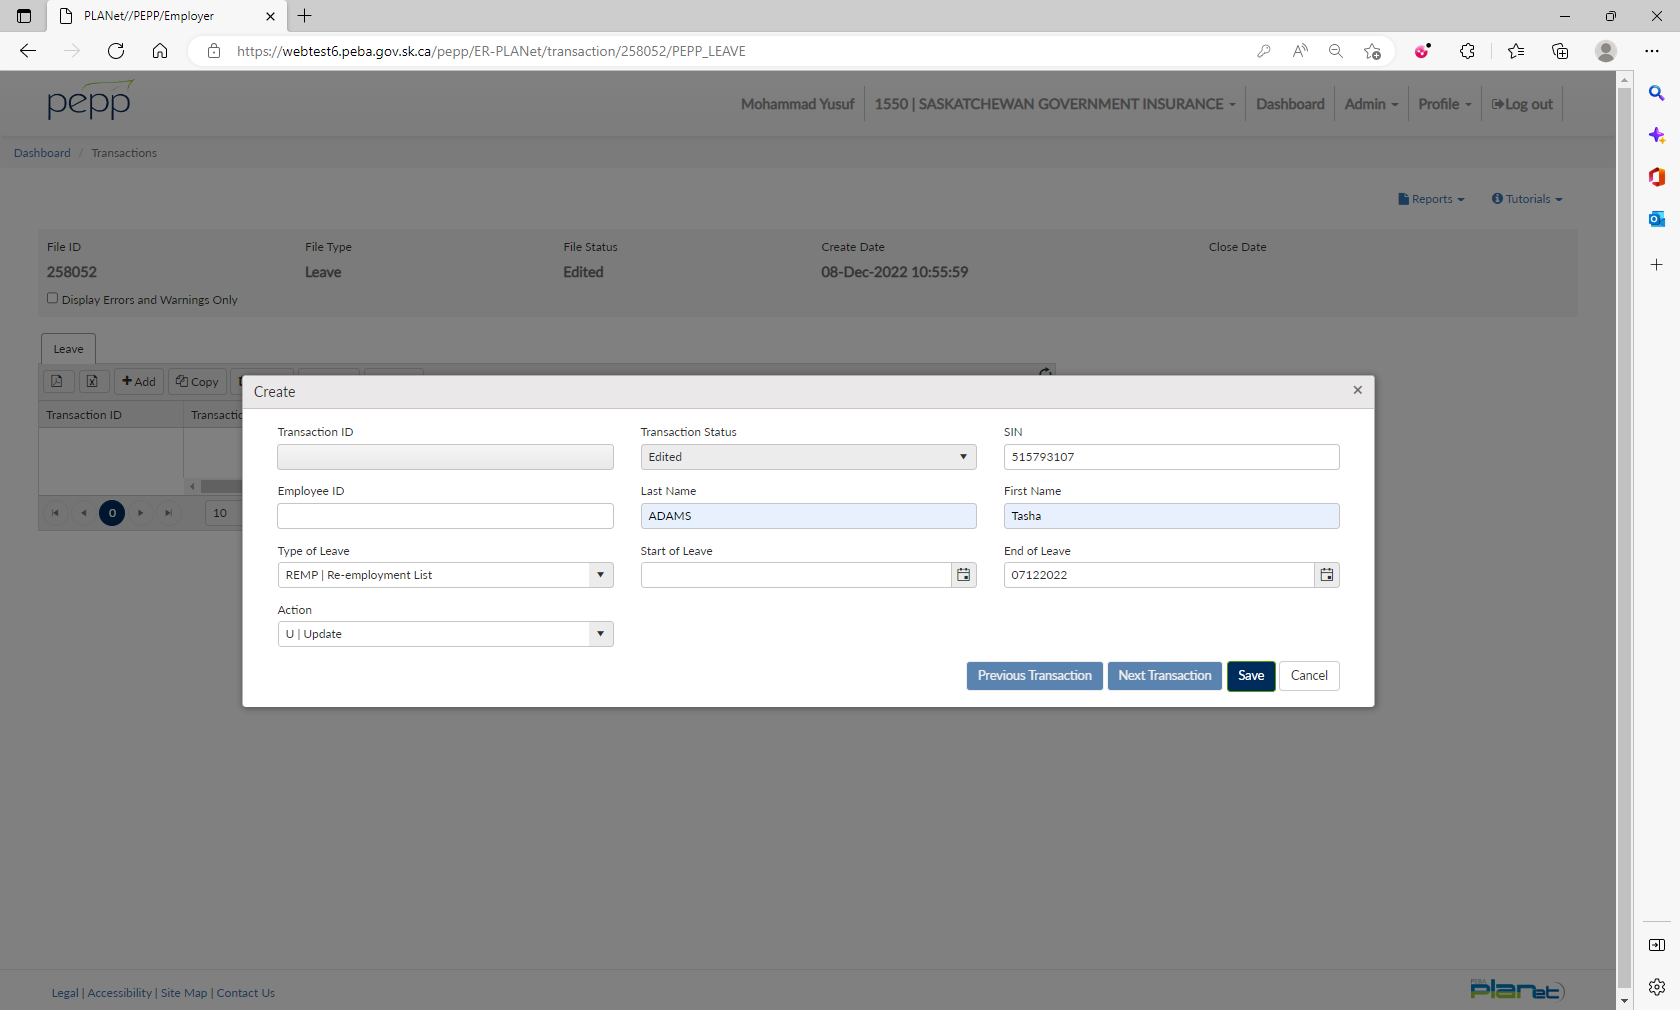 PLANet//PEPP/Employer
https://webtest6.peba.gov.sk.ca/pepp/ER-PLANet/transaction/258052/PEPP_LEAVE
pepp
Mohammad Yusuf
1550 | SASKATCHEWAN GOVERNMENT INSURANCE
Dashboard
Admin
Profile
Log out
Dashboard / Transactions
Reports
Tutorials
File ID
File Type
File Status
Create Date
Close Date
258052
Leave
Edited
08-Dec-2022 10:55:59
Display Errors and Warnings Only
Leave
Add
Copy
Transaction ID
0
10
Create
Transaction ID
Transaction Status
SIN
Edited
515793107
Employee ID
Last Name
First Name
ADAMS
Tasha
Type of Leave
Start of Leave
End of Leave
REMP | Re-employment List
07122022
Action
U | Update
Previous Transaction
Next Transaction
Save
Cancel
Legal | Accessibility | Site Map | Contact Us
PEBA
planet